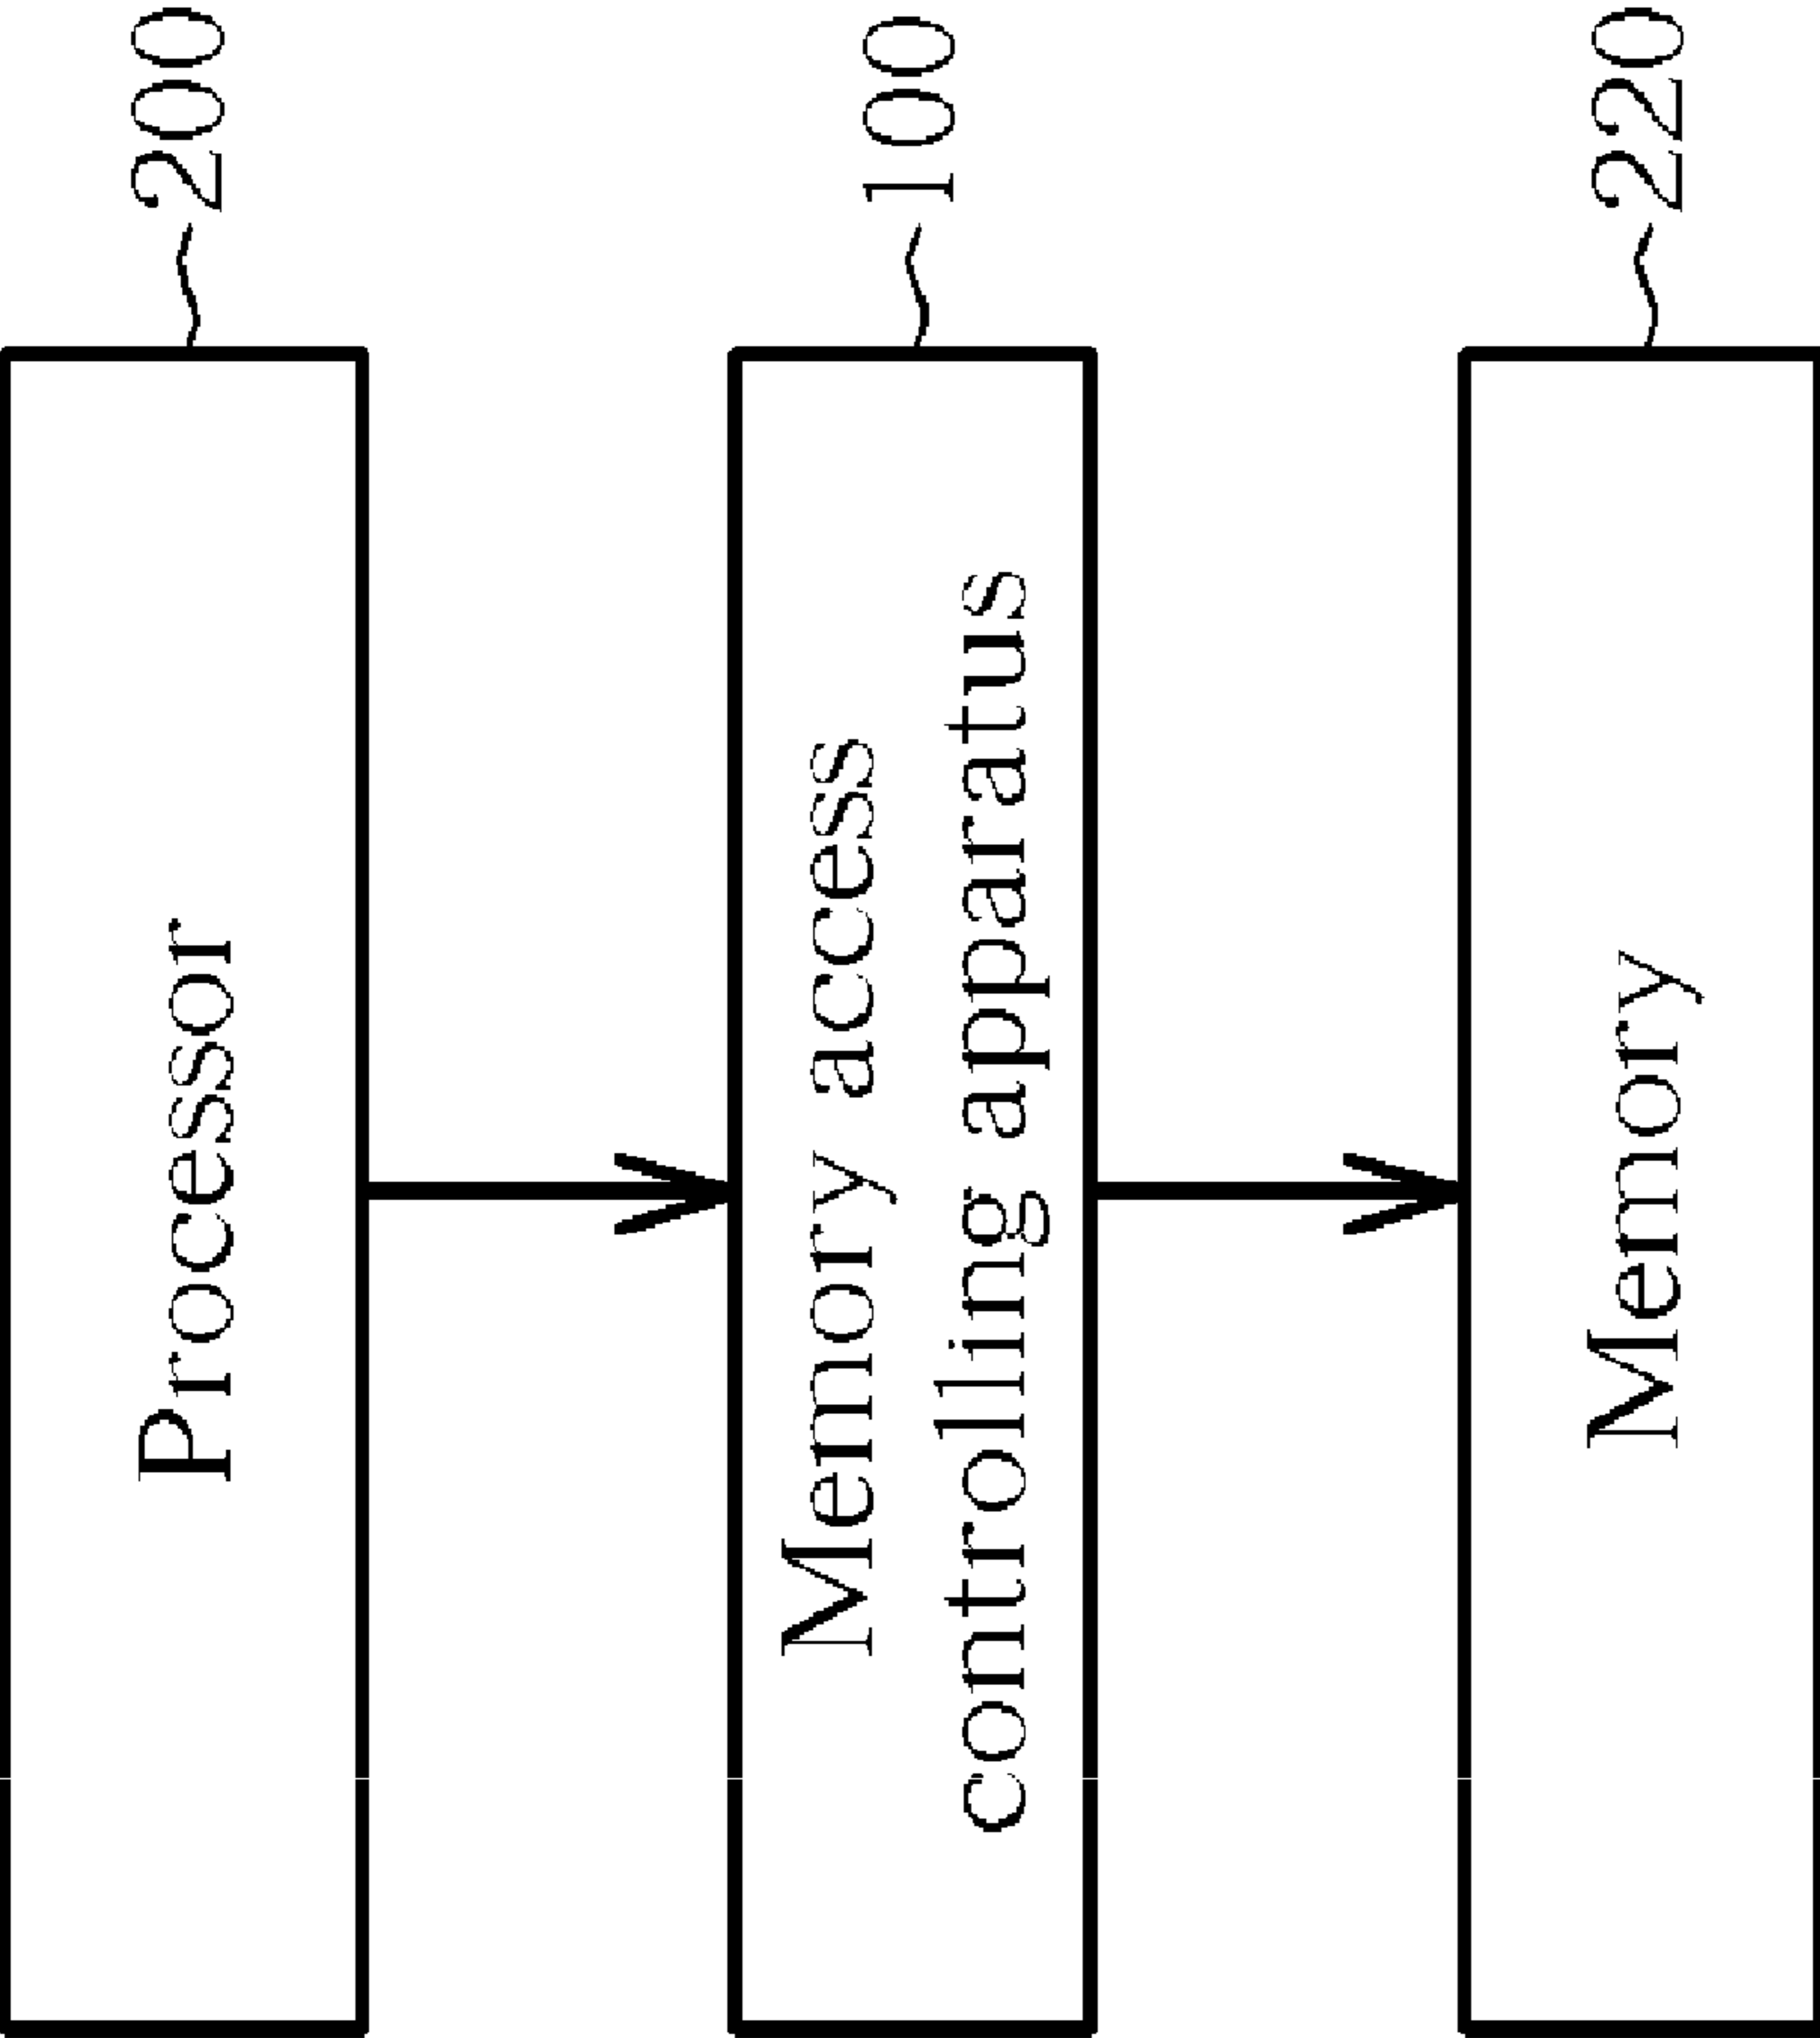 Processor
200
Memory access
controlling apparatus
100
Memory
220